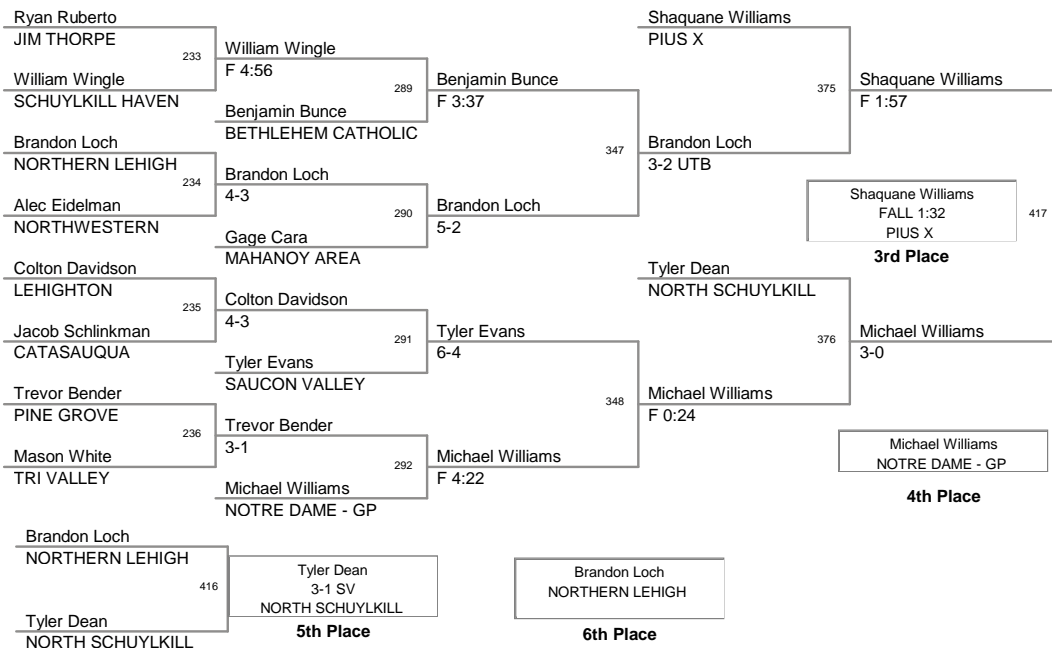 Ryan Ruberto
JIM THORPE
233
William Wingle
SCHUYLKILL HAVEN
Brandon Loch
NORTHERN LEHIGH
234
Alec Eidelman
NORTHWESTERN
Colton Davidson
LEHIGHTON
235
Jacob Schlinkman
CATASAUQUA
Trevor Bender
PINE GROVE
236
Mason White
TRI VALLEY
William Wingle
F 4:56
289
Benjamin Bunce
BETHLEHEM CATHOLIC
Brandon Loch
4-3
290
Gage Cara
MAHANOY AREA
Colton Davidson
4-3
291
Tyler Evans
SAUCON VALLEY
Trevor Bender
3-1
292
Michael Williams
NOTRE DAME - GP
Benjamin Bunce
F 3:37
347
Brandon Loch
5-2
Tyler Evans
6-4
348
Michael Williams
F 4:22
Shaquane Williams
PIUS X
375
Brandon Loch
3-2 UTB
Tyler Dean
NORTH SCHUYLKILL
376
Michael Williams
F 0:24
Shaquane Williams
F 1:57
Shaquane Williams
FALL 1:32
PIUS X
417
3rd Place
Michael Williams
3-0
Michael Williams
NOTRE DAME - GP
4th Place
Brandon Loch
NORTHERN LEHIGH
416
Tyler Dean
NORTH SCHUYLKILL
Tyler Dean
3-1 SV
NORTH SCHUYLKILL
5th Place
Brandon Loch
NORTHERN LEHIGH
6th Place